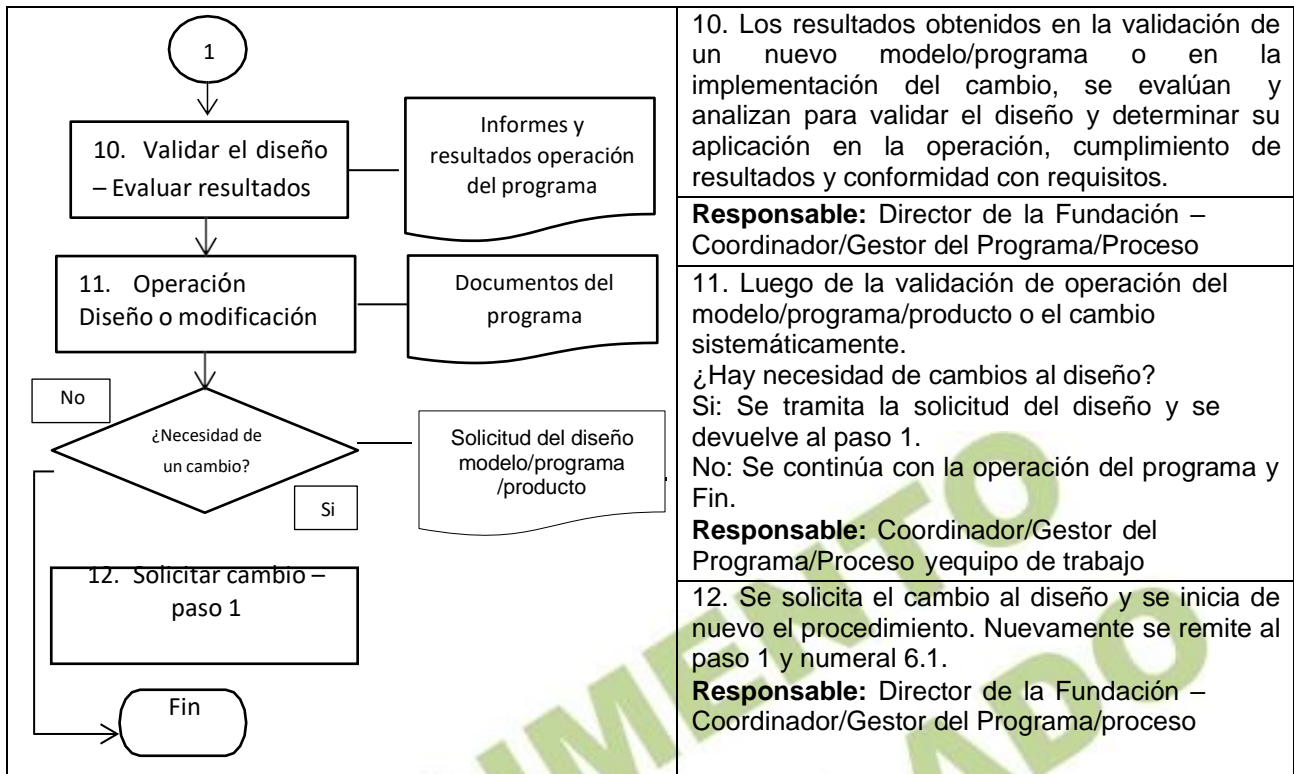 1
10. Validar el diseño
– Evaluar resultados
Informes y
resultados operación
del programa
11. Operación
Diseño o modificación
Documentos del
programa
No
¿Necesidad de
un cambio?
Si
Solicitud del diseño
modelo/programa
/producto
12. Solicitar cambio –
paso 1
Fin
10. Los resultados obtenidos en la validación de
un nuevo modelo/programa o en la
implementación del cambio, se evalúan y
analizan para validar el diseño y determinar su
aplicación en la operación, cumplimiento de
resultados y conformidad con requisitos.
Responsable: Director de la Fundación –
Coordinador/Gestor del Programa/Proceso
11. Luego de la validación de operación del
modelo/programa/producto o el cambio
sistemáticamente.
¿Hay necesidad de cambios al diseño?
Si: Se tramita la solicitud del diseño y se
devuelve al paso 1.
No: Se continúa con la operación del programa y
Fin.
Responsable: Coordinador/Gestor del
Programa/Proceso yequipo de trabajo
12. Se solicita el cambio al diseño y se inicia de
nuevo el procedimiento. Nuevamente se remite al
paso 1 y numeral 6.1.
Responsable: Director de la Fundación –
Coordinador/Gestor del Programa/proceso